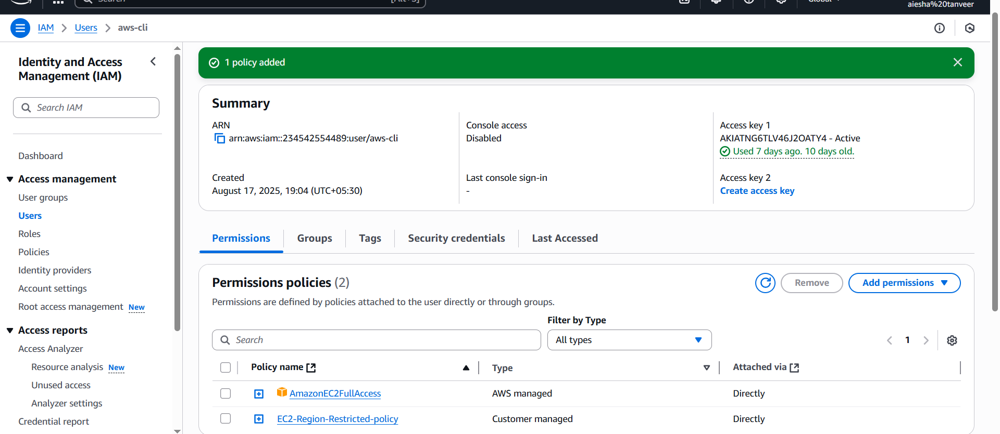 Search [Alt+S] Global
aiesha%20tanveer
IAM > Users > aws-cli
Identity and Access
Management (IAM)
Search IAM
Dashboard
Access management
User groups
Users
Roles
Policies
Identity providers
Account settings
Root access management New
Access reports
Access Analyzer
Resource analysis New
Unused access
Analyzer settings
Credential report
1 policy added
Summary
ARN
arn:aws:iam::234542554489:user/aws-cli
Created
August 17, 2025, 19:04 (UTC+05:30)
Console access
Disabled
Last console sign-in
-
Access key 1
AKIATNG6TLV46J2OATY4 - Active
Used 7 days ago. 10 days old.
Access key 2
Create access key
Permissions Groups Tags Security credentials Last Accessed
Permissions policies (2)
Remove Add permissions
Permissions are defined by policies attached to the user directly or through groups.
Filter by Type
Search All types 1
Policy name Type Attached via
AmazonEC2FullAccess AWS managed Directly
EC2-Region-Restricted-policy Customer managed Directly